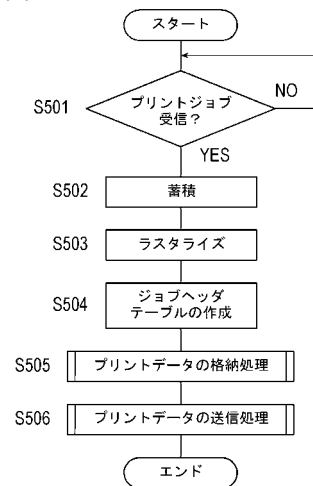 スタート
S501
プリントジョブ
受信？
NO
YES
S502
蓄積
S503
ラスタライズ
S504
ジョブヘッダ
テーブルの作成
S505
プリントデータの格納処理
S506
プリントデータの送信処理
エンド